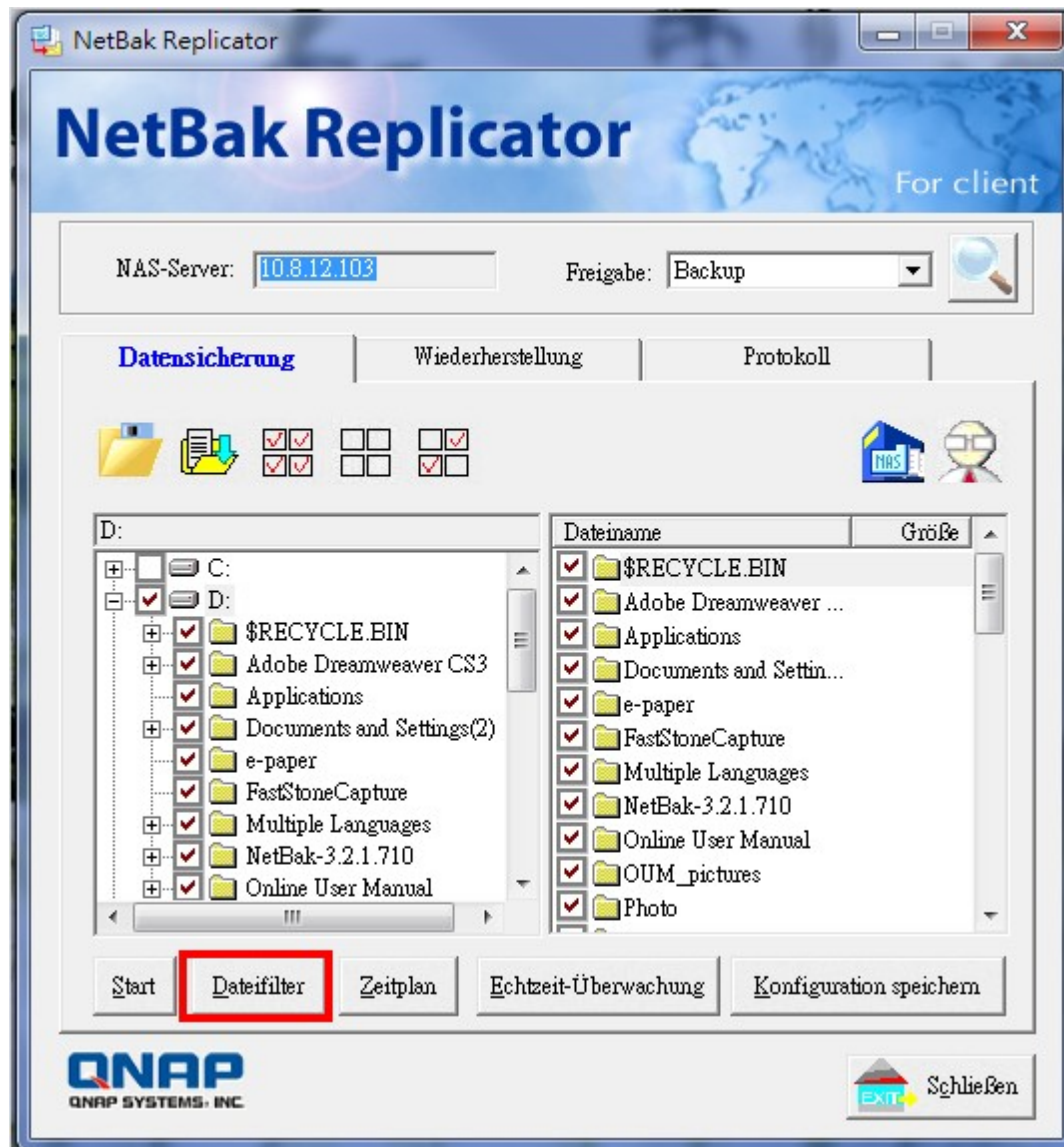 NetBak Replicator
NetBak Replicator
For client
NAS-Server: 10.8.12.103 Freigabe: Backup
Datensicherung Wiederherstellung Protokoll
NAS
D:
C:
D:
$RECYCLE.BIN
Adobe Dreamweaver CS3
Applications
Documents and Settings(2)
e-paper
FastStoneCapture
Multiple Languages
NetBak-3.2.1.710
Online User Manual
Dateiname Größe
$RECYCLE.BIN
Adobe Dreamweaver ...
Applications
Documents and Settin...
e-paper
FastStoneCapture
Multiple Languages
NetBak-3.2.1.710
Online User Manual
OUM_pictures
Photo
Start Dateifilter Zeitplan Echtzeit-Überwachung Konfiguration speichern
QNAP
QNAP SYSTEMS, INC.
EXIT Schließen